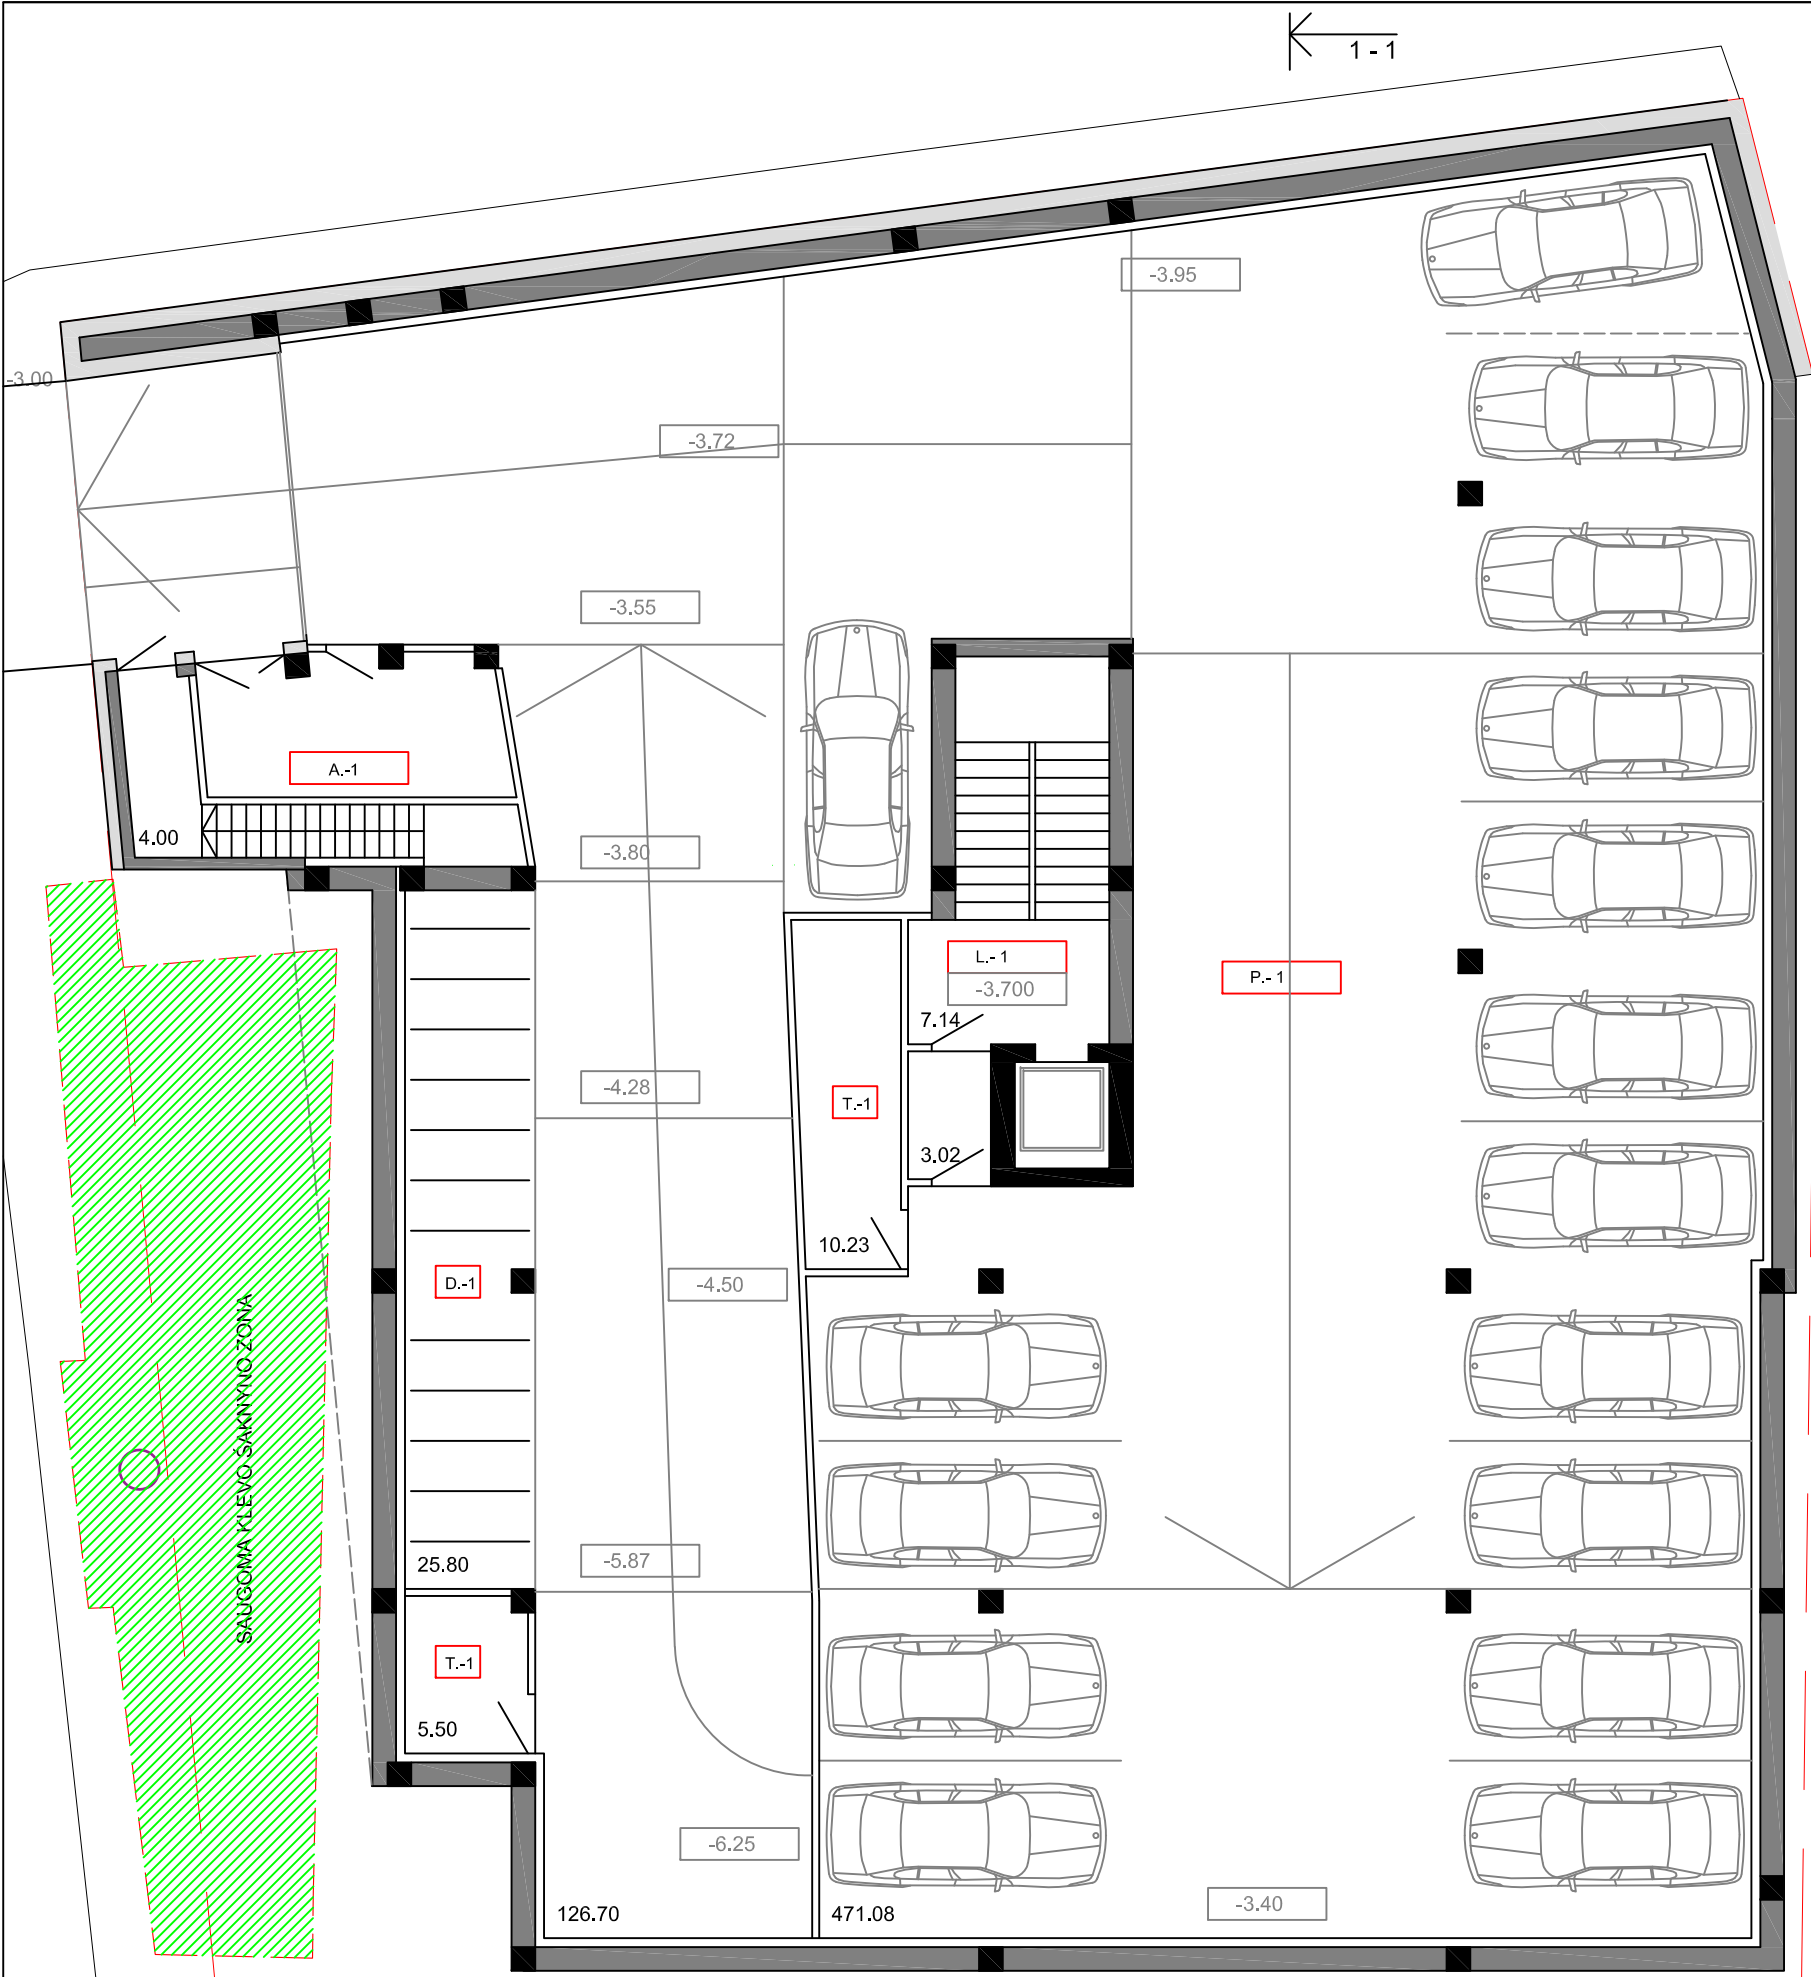 1 - 1
-3.95
-3.00
-3.72
-3.55
A.-1
4.00
-3.80
L.- 1
-3.700
P.- 1
7.14
-4.28
T.-1
3.02
10.23
D.-1
-4.50
SAUGOMA KLEVO ŠAKNYNO ZONA
25.80
-5.87
T.-1
5.50
-6.25
126.70
471.08
-3.40